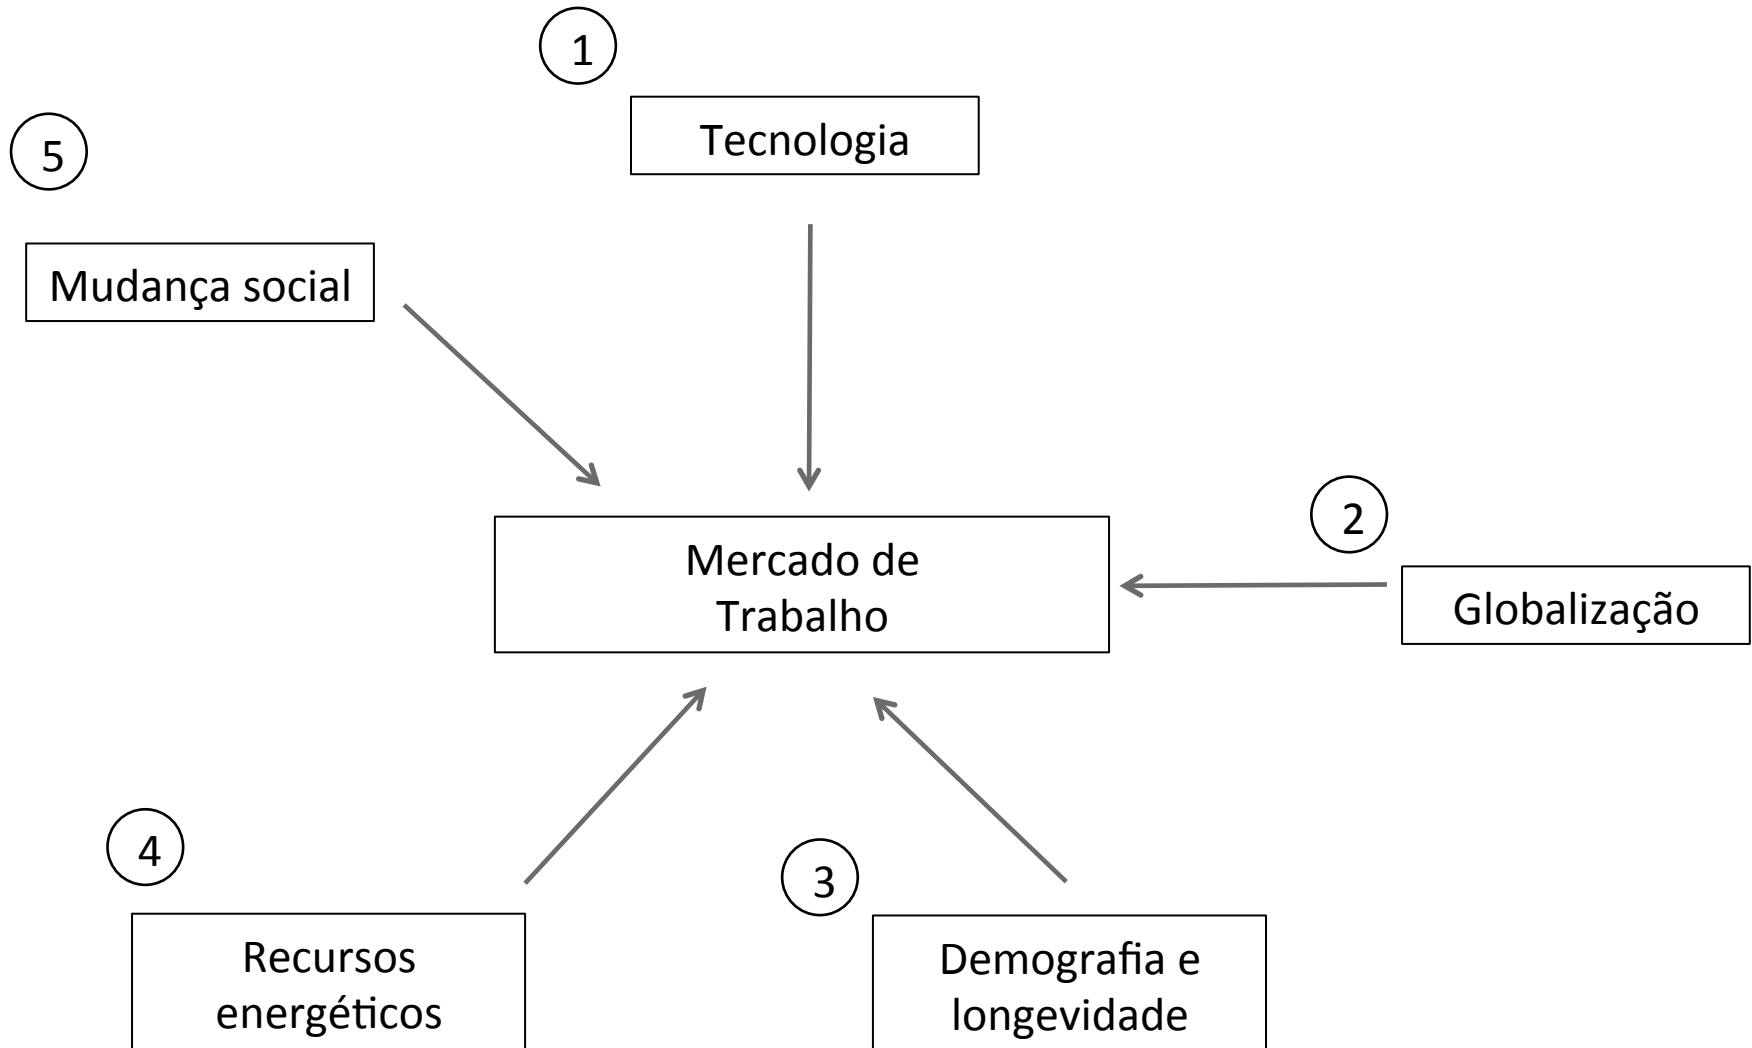 1
Tecnologia
5
Mudança social
Mercado de
Trabalho
2
Globalização
4
Recursos
energéticos
3
Demografia e
longevidade